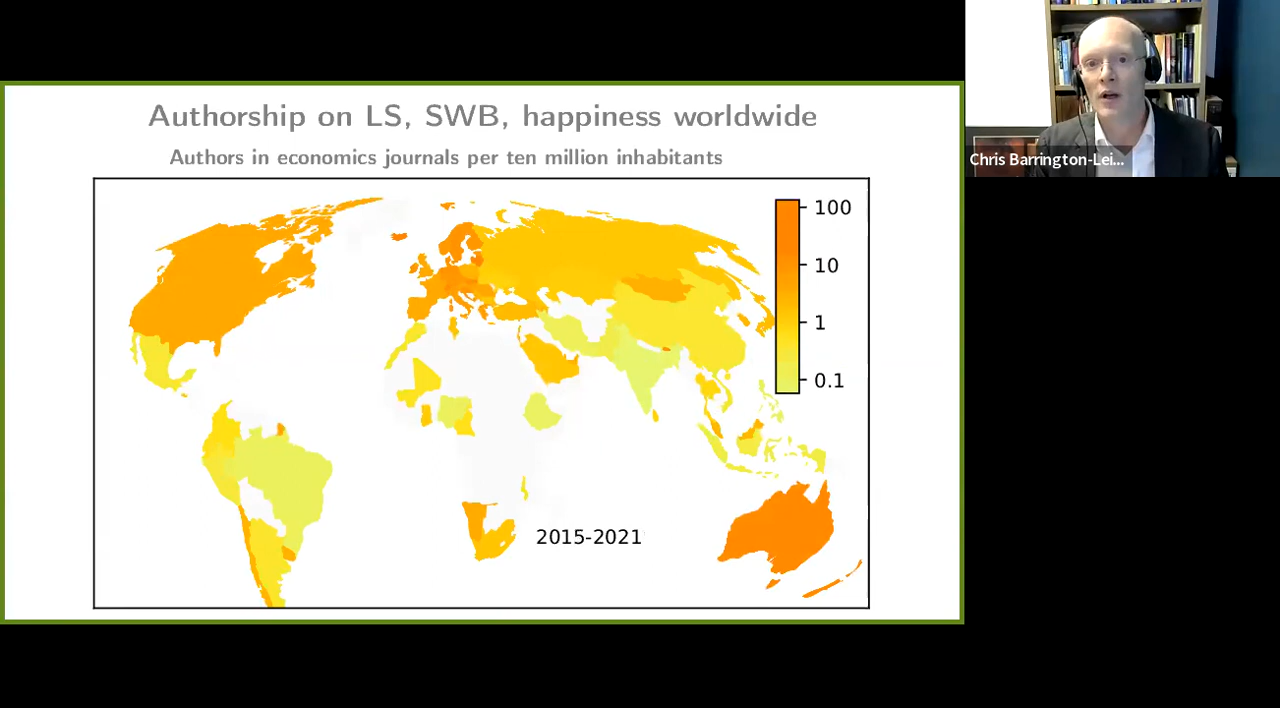 Authorship on LS, SWB, happiness worldwide
Authors in economics journals per ten million inhabitants
100
10
1
0.1
2015-2021
Chris Barrington-Lei...